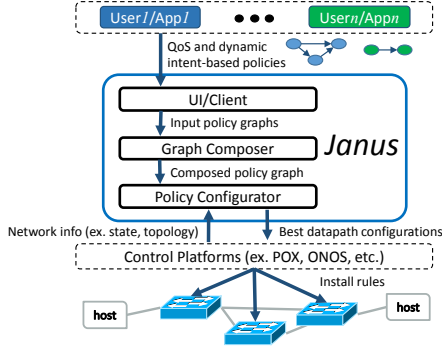 User1/App1
Usern/Appn
QoS and dynamic
intent-based policies
UI/Client
Input policy graphs
Janus
Graph Composer
Composed policy graph
Policy Configurator
Network info (ex. state, topology)
Best datapath configurations
Control Platforms (ex. POX, ONOS, etc.)
Install rules
host
host